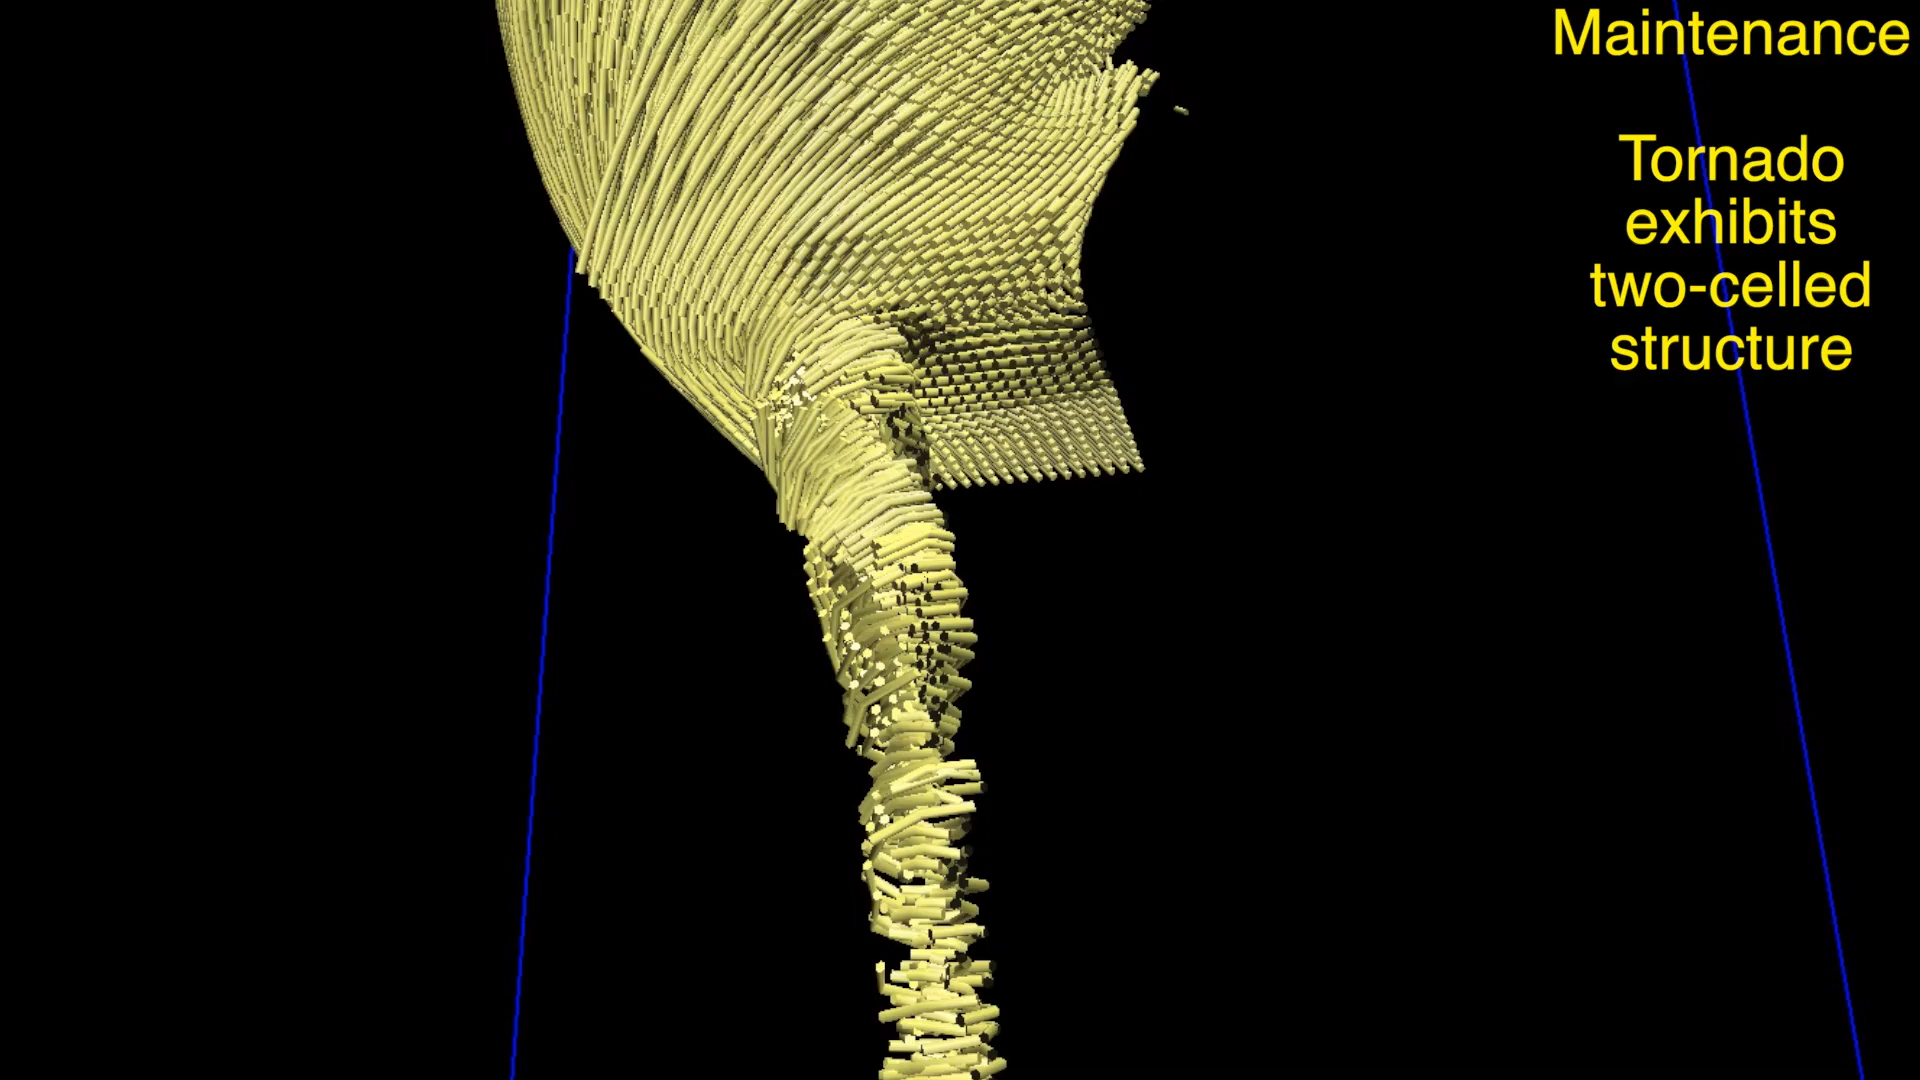 Maintenance
Tornado
exhibits
two-celled
structure